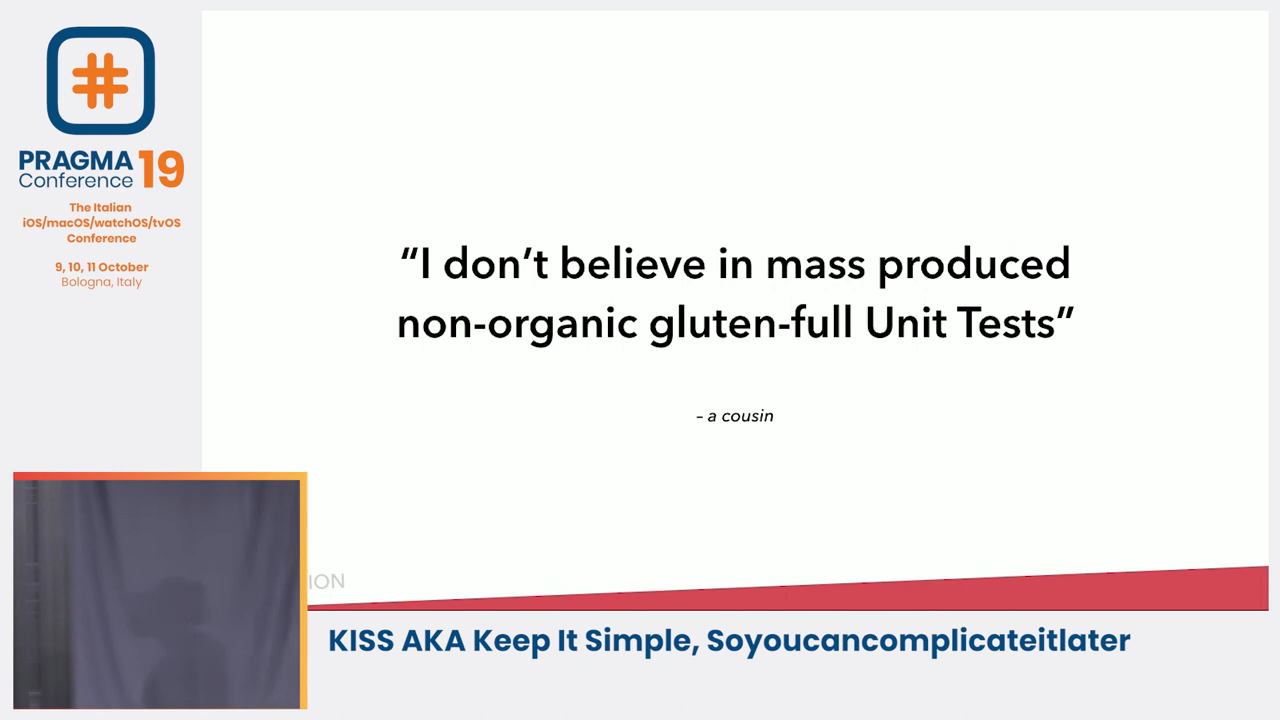 #
PRAGMA 19
Conference
The Italian
iOS/macOS/watchOS/tvOS
Conference
9, 10, 11 October
Bologna, Italy
“I don’t believe in mass produced
non-organic gluten-full Unit Tests”
– a cousin
ION
KISS AKA Keep It Simple, Soyoucancomplicateitlater